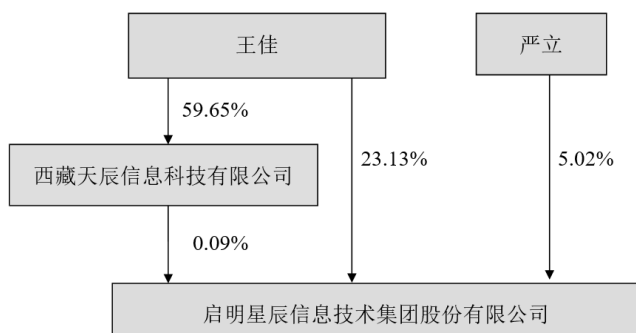 王佳
严立
59.65%
西藏天辰信息科技有限公司
23.13%
5.02%
0.09%
启明星辰信息技术集团股份有限公司